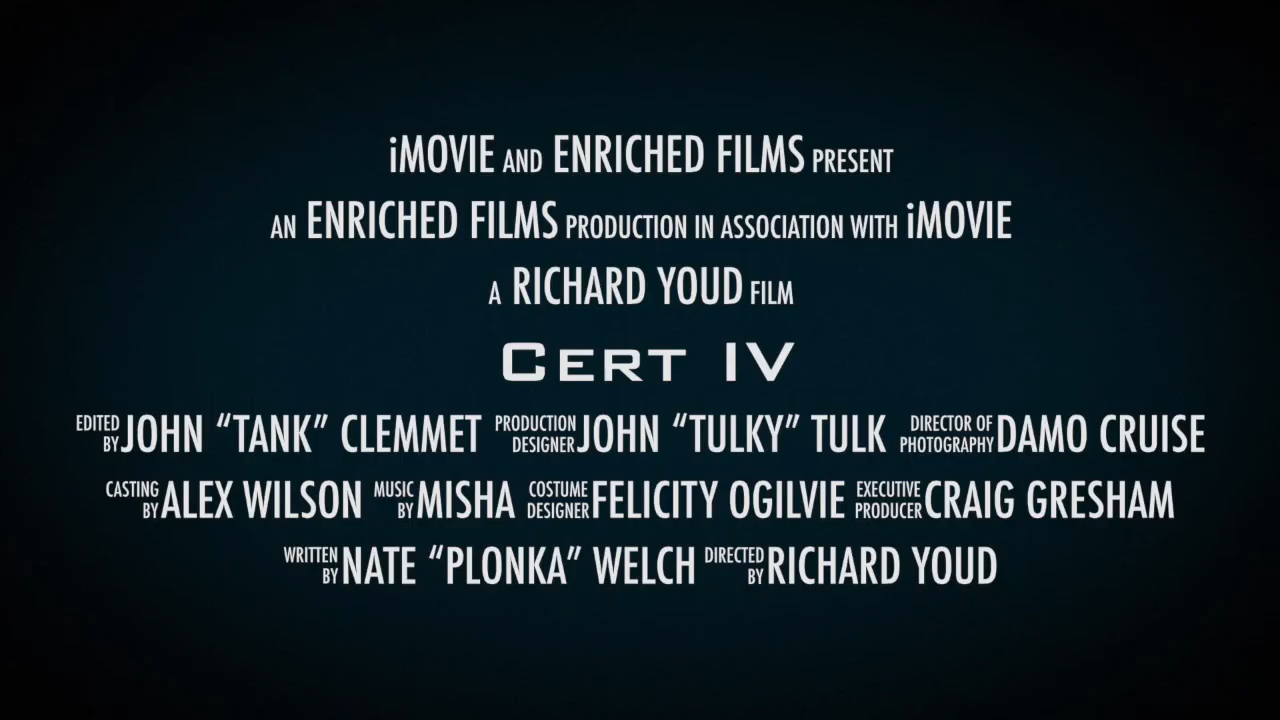 iMOVIE AND ENRICHED FILMS PRESENT
AN ENRICHED FILMS PRODUCTION IN ASSOCIATION WITH iMOVIE
A RICHARD YOUD FILM
CERT IV
EDITED BY JOHN “TANK” CLEMMET PRODUCTION DESIGNER JOHN “TULKY” TULK DIRECTOR OF PHOTOGRAPHY DAMO CRUISE
CASTING BY ALEX WILSON MUSIC BY MISHA COSTUME DESIGNER FELICITY OGILVIE EXECUTIVE PRODUCER CRAIG GRESHAM
WRITTEN BY NATE “PLONKA” WELCH DIRECTED BY RICHARD YOUD